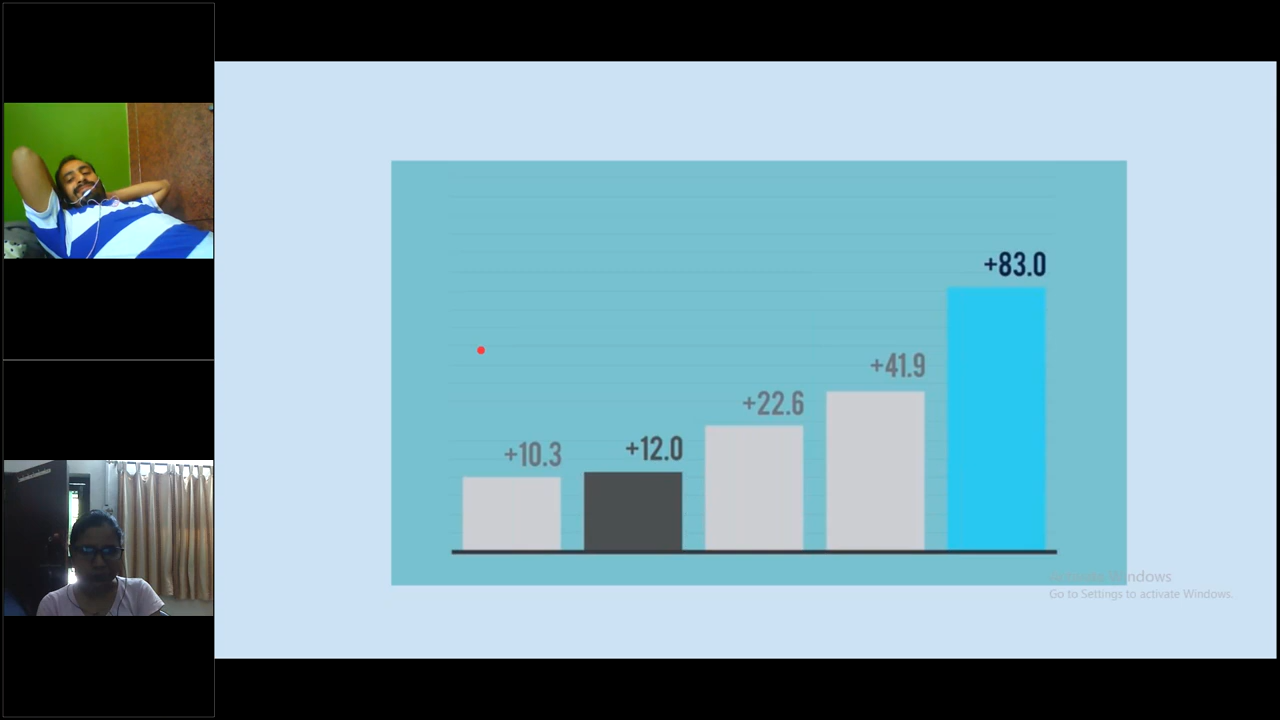 +10.3
+12.0
+22.6
+41.9
+83.0
Activate Windows
Go to Settings to activate Windows.